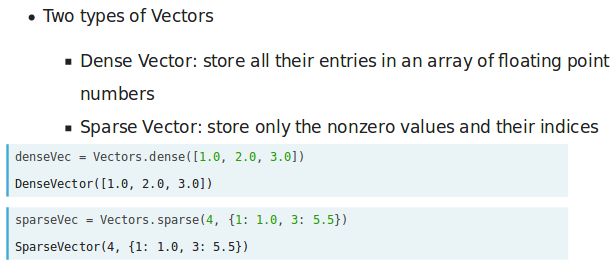 • Two types of Vectors
▪ Dense Vector: store all their entries in an array of floating point
numbers
▪ Sparse Vector: store only the nonzero values and their indices
denseVec = Vectors.dense([1.0, 2.0, 3.0])
DenseVector([1.0, 2.0, 3.0])
sparseVec = Vectors.sparse(4, {1: 1.0, 3: 5.5})
SparseVector(4, {1: 1.0, 3: 5.5})